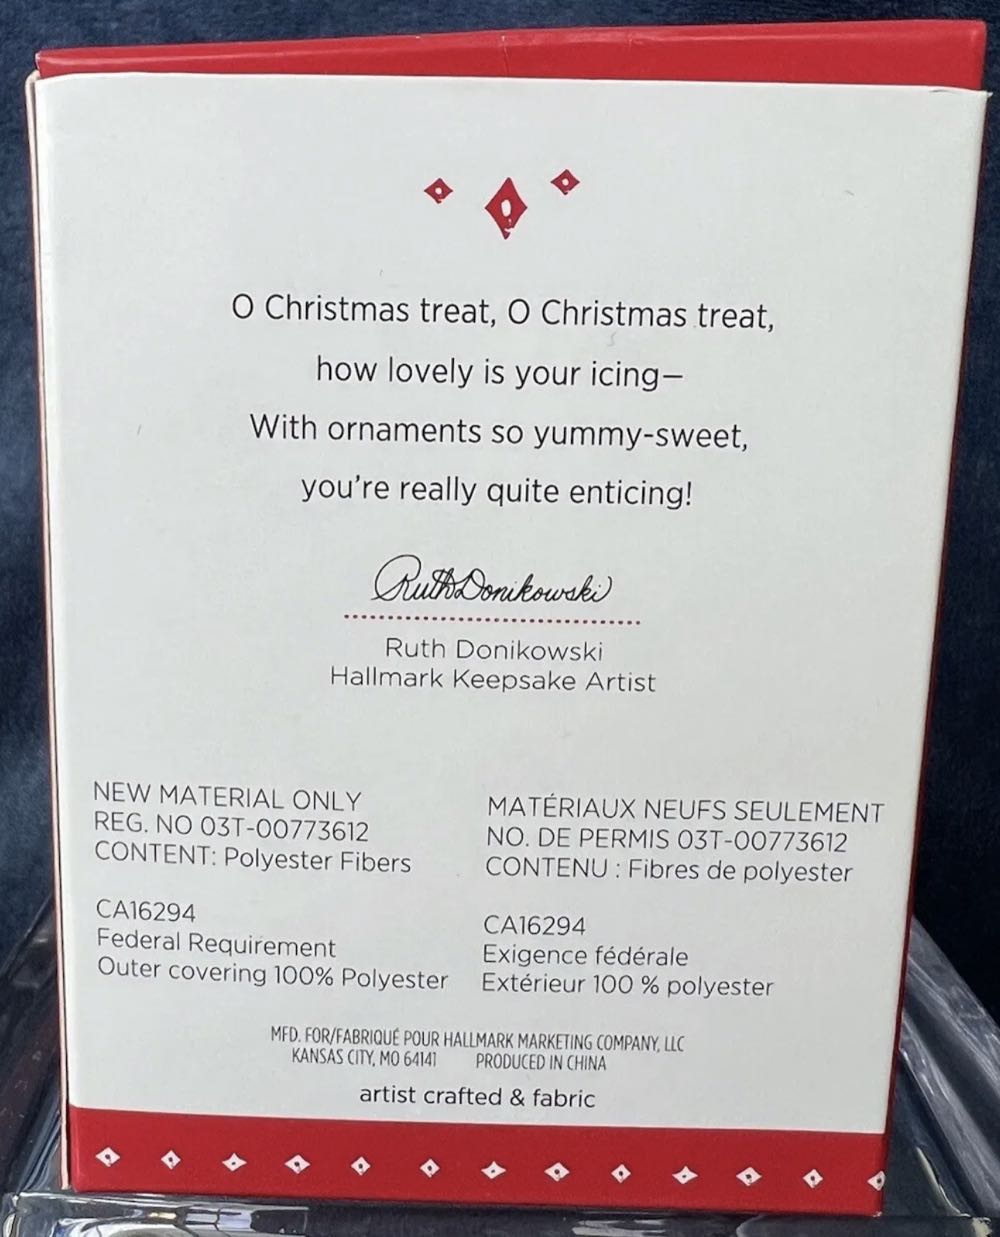 O Christmas treat, O Christmas treat,
how lovely is your icing—
With ornaments so yummy-sweet,
you're really quite enticing!
Ruth Donikowski
Ruth Donikowski
Hallmark Keepsake Artist
NEW MATERIAL ONLY
REG. NO 03T-00773612
CONTENT: Polyester Fibers
CA16294
Federal Requirement
Outer covering 100% Polyester
MATÉRIAUX NEUFS SEULEMENT
NO. DE PERMIS 03T-00773612
CONTENU : Fibres de polyester
CA16294
Exigence fédérale
Extérieur 100 % polyester
MFD. FOR/FABRIQUÉ POUR HALLMARK MARKETING COMPANY, LLC
KANSAS CITY, MO 64141 PRODUCED IN CHINA
artist crafted & fabric